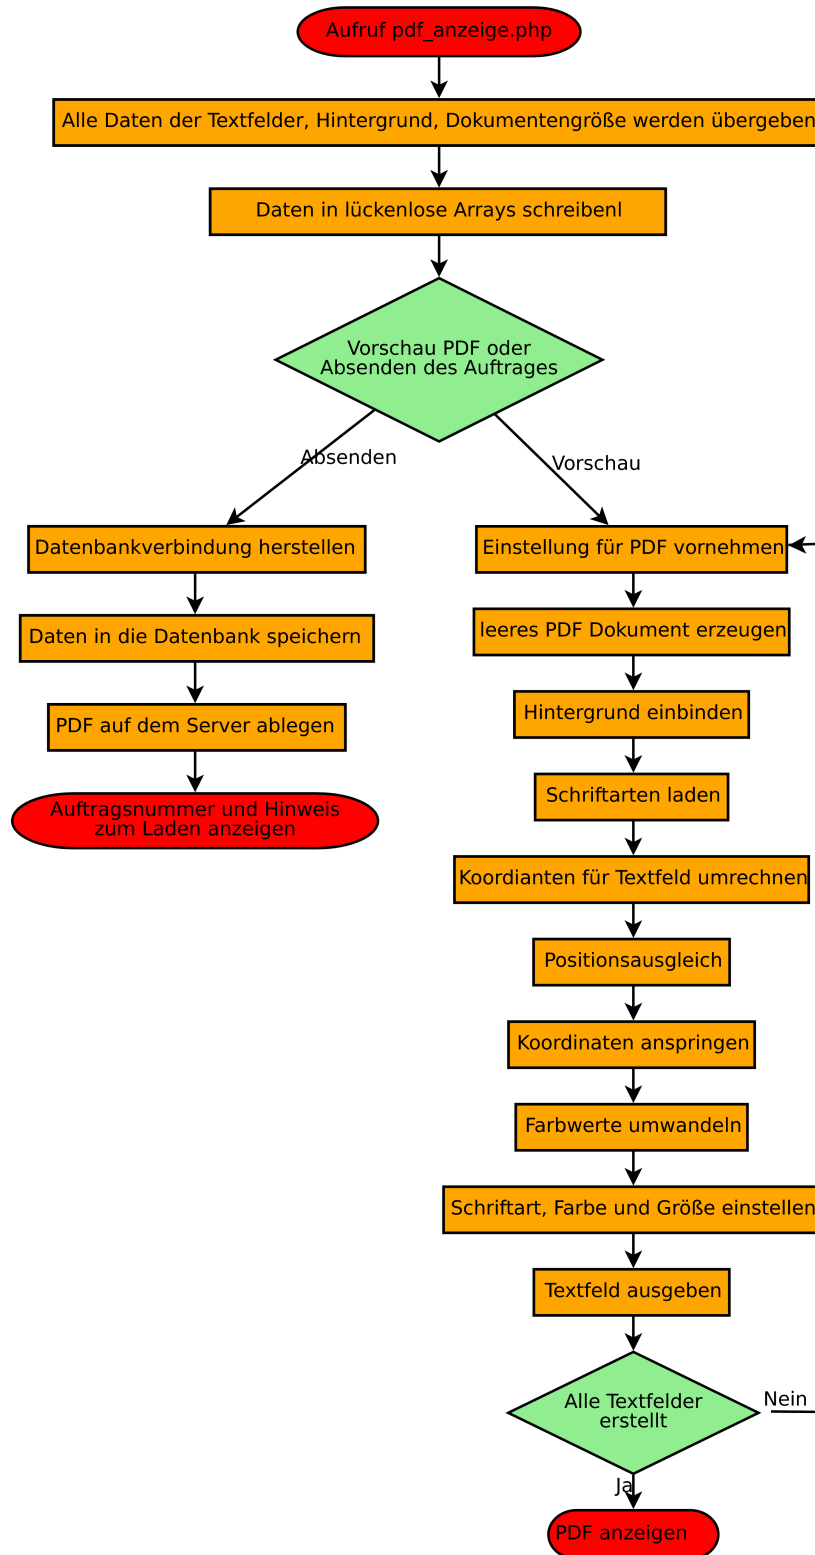 Aufruf pdf_anzeige.php
Alle Daten der Textfelder, Hintergrund, Dokumentengröße werden übergeben
Daten in lückenlose Arrays schreibenl
Vorschau PDF oder
Absenden des Auftrages
Absenden
Vorschau
Datenbankverbindung herstellen
Daten in die Datenbank speichern
PDF auf dem Server ablegen
Auftragsnummer und Hinweis
zum Laden anzeigen
Einstellung für PDF vornehmen
leeres PDF Dokument erzeugen
Hintergrund einbinden
Schriftarten laden
Koordianten für Textfeld umrechnen
Positionsausgleich
Koordinaten anspringen
Farbwerte umwandeln
Schriftart, Farbe und Größe einstellen
Textfeld ausgeben
Alle Textfelder
erstellt
Nein
Ja
PDF anzeigen